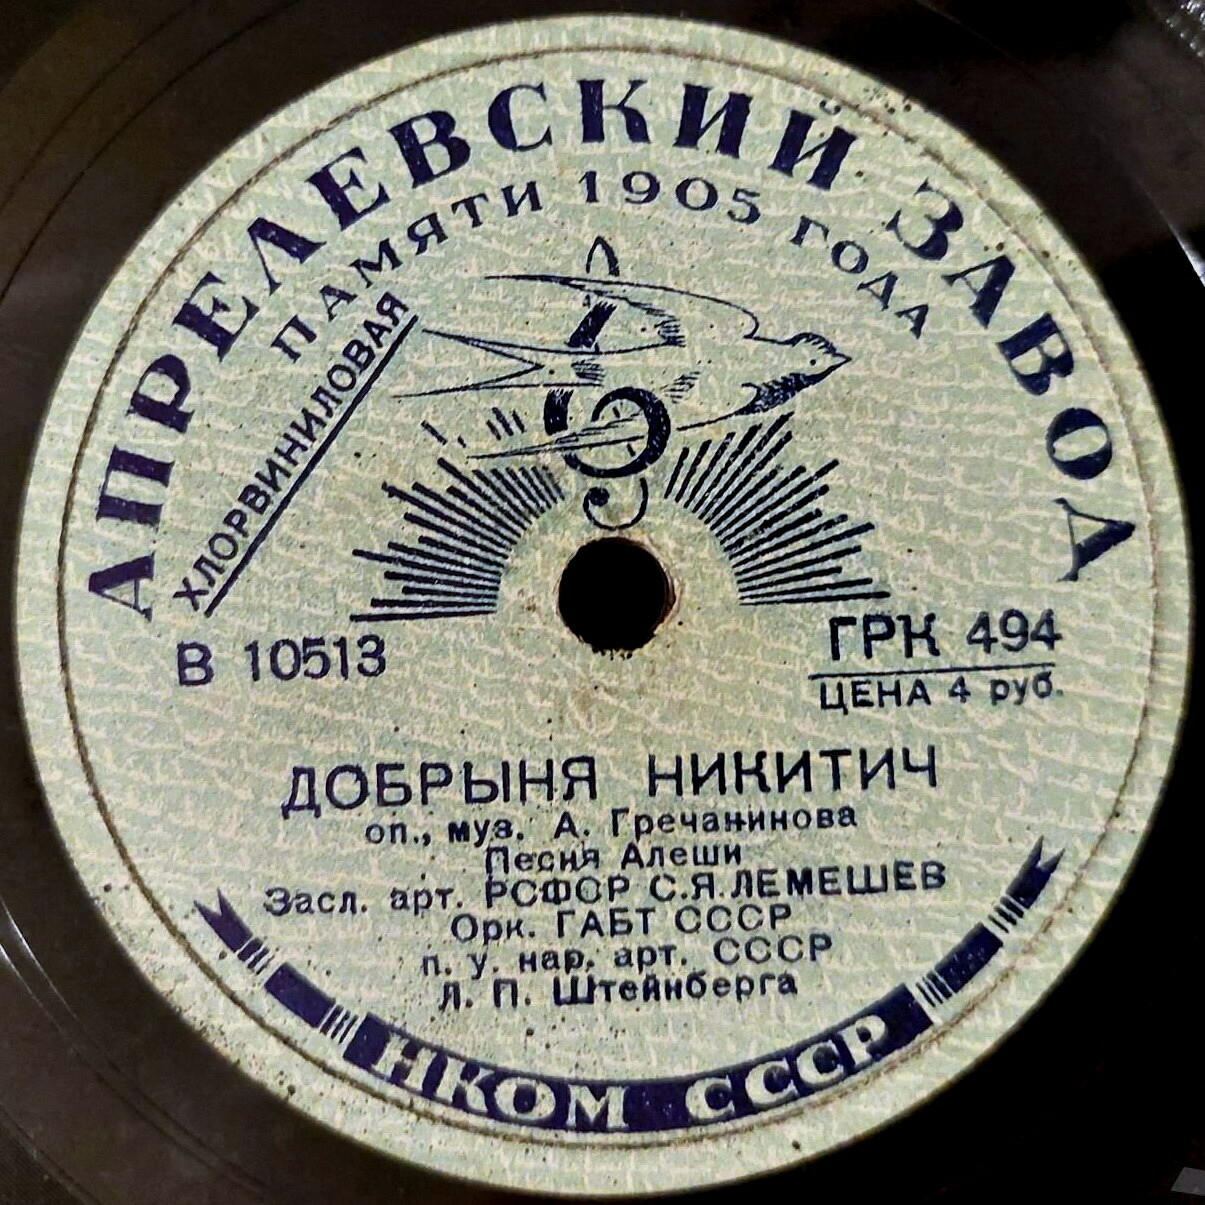 АПРЕЛЕВСКИЙ ЗАВОД
ПАМЯТИ 1905 ГОДА
ХЛОРВИНИЛОВАЯ
В 10513
ГРК 494
ЦЕНА 4 руб.
ДОБРЫНЯ НИКИТИЧ
оп., муз. А. Гречанинова
Песня Алеши
Засл. арт. РСФСР С.Я.ЛЕМЕШЕВ
Орк. ГАБТ СССР
п. у. нар. арт. СССР
Л. П. Штейнберга
НКОМ СССР